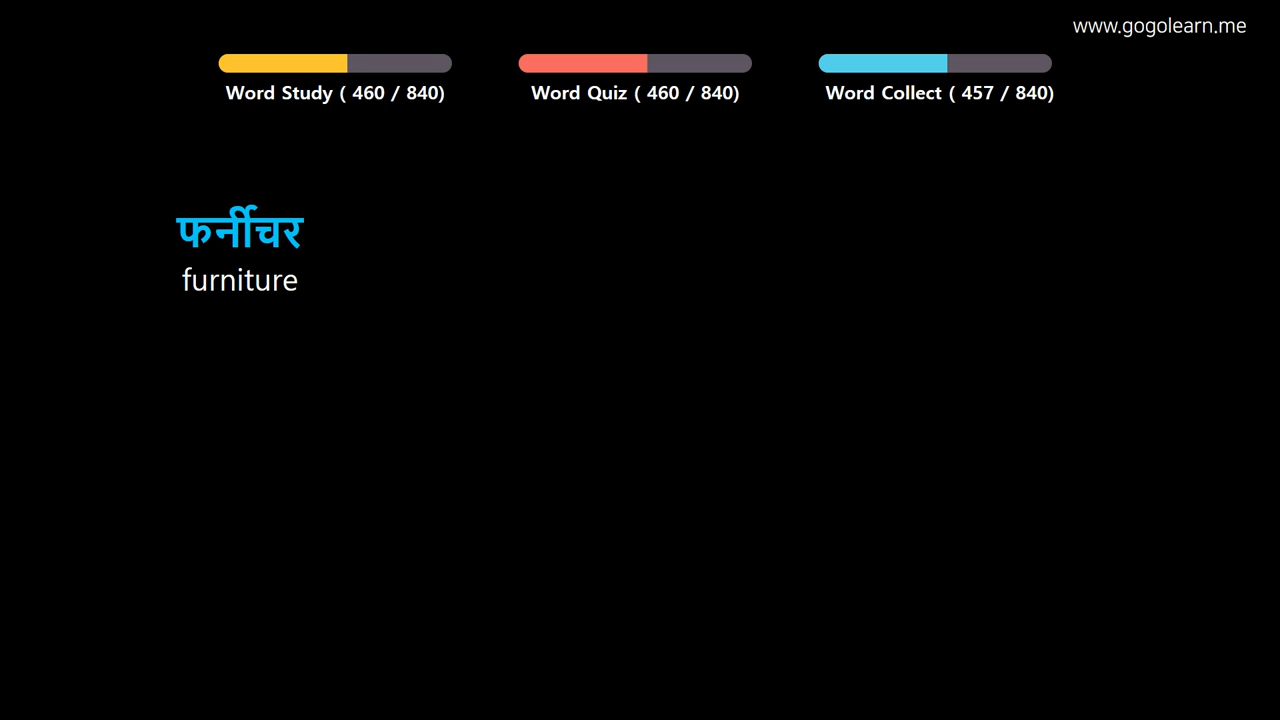 www.gogolearn.me
Word Study ( 460 / 840)
Word Quiz ( 460 / 840)
Word Collect ( 457 / 840)
फर्नीचर
furniture